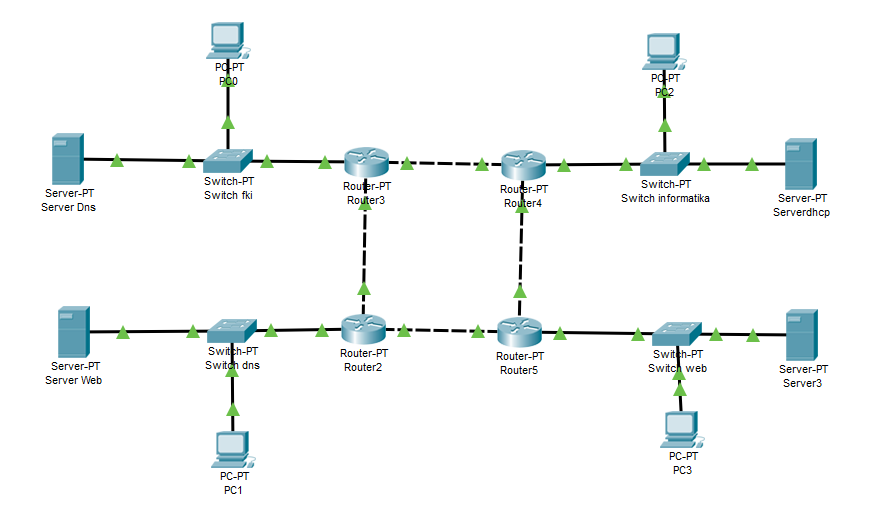 PC-PT
PC0
PC-PT
PC2
Server-PT
Server Dns
Switch-PT
Switch fki
Router-PT
Router3
Router-PT
Router4
Switch-PT
Switch informatika
Server-PT
Serverdhcp
Server-PT
Server Web
Switch-PT
Switch dns
Router-PT
Router2
Router-PT
Router5
Switch-PT
Switch web
Server-PT
Server3
PC-PT
PC1
PC-PT
PC3